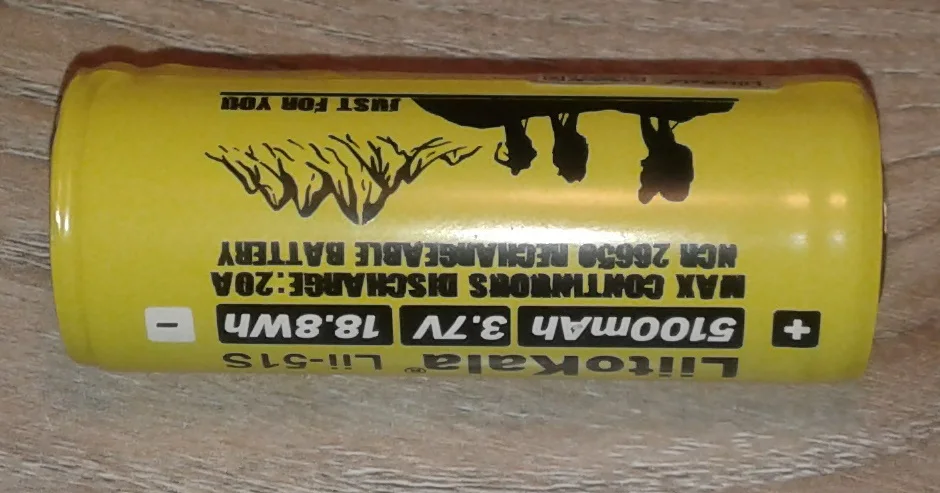 LiitoKala® Lii-51S
+ 5100mAh 3.7V 18.8Wh -
MAX CONTINUOUS DISCHARGE:20A
NCR 26650 RECHARGEABLE BATTERY
JUST FOR YOU